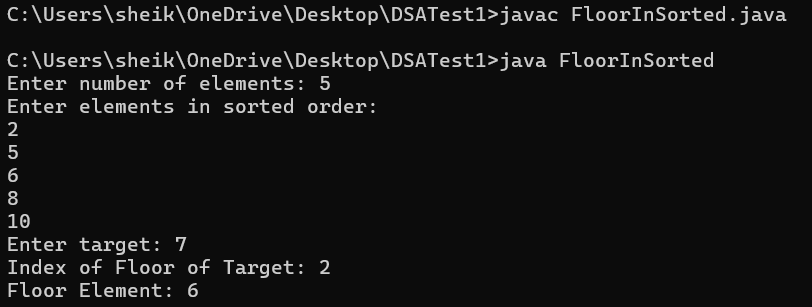 C:\Users\sheik\OneDrive\Desktop\DSATest1>javac FloorInSorted.java
C:\Users\sheik\OneDrive\Desktop\DSATest1>java FloorInSorted
Enter number of elements: 5
Enter elements in sorted order:
2
5
6
8
10
Enter target: 7
Index of Floor of Target: 2
Floor Element: 6